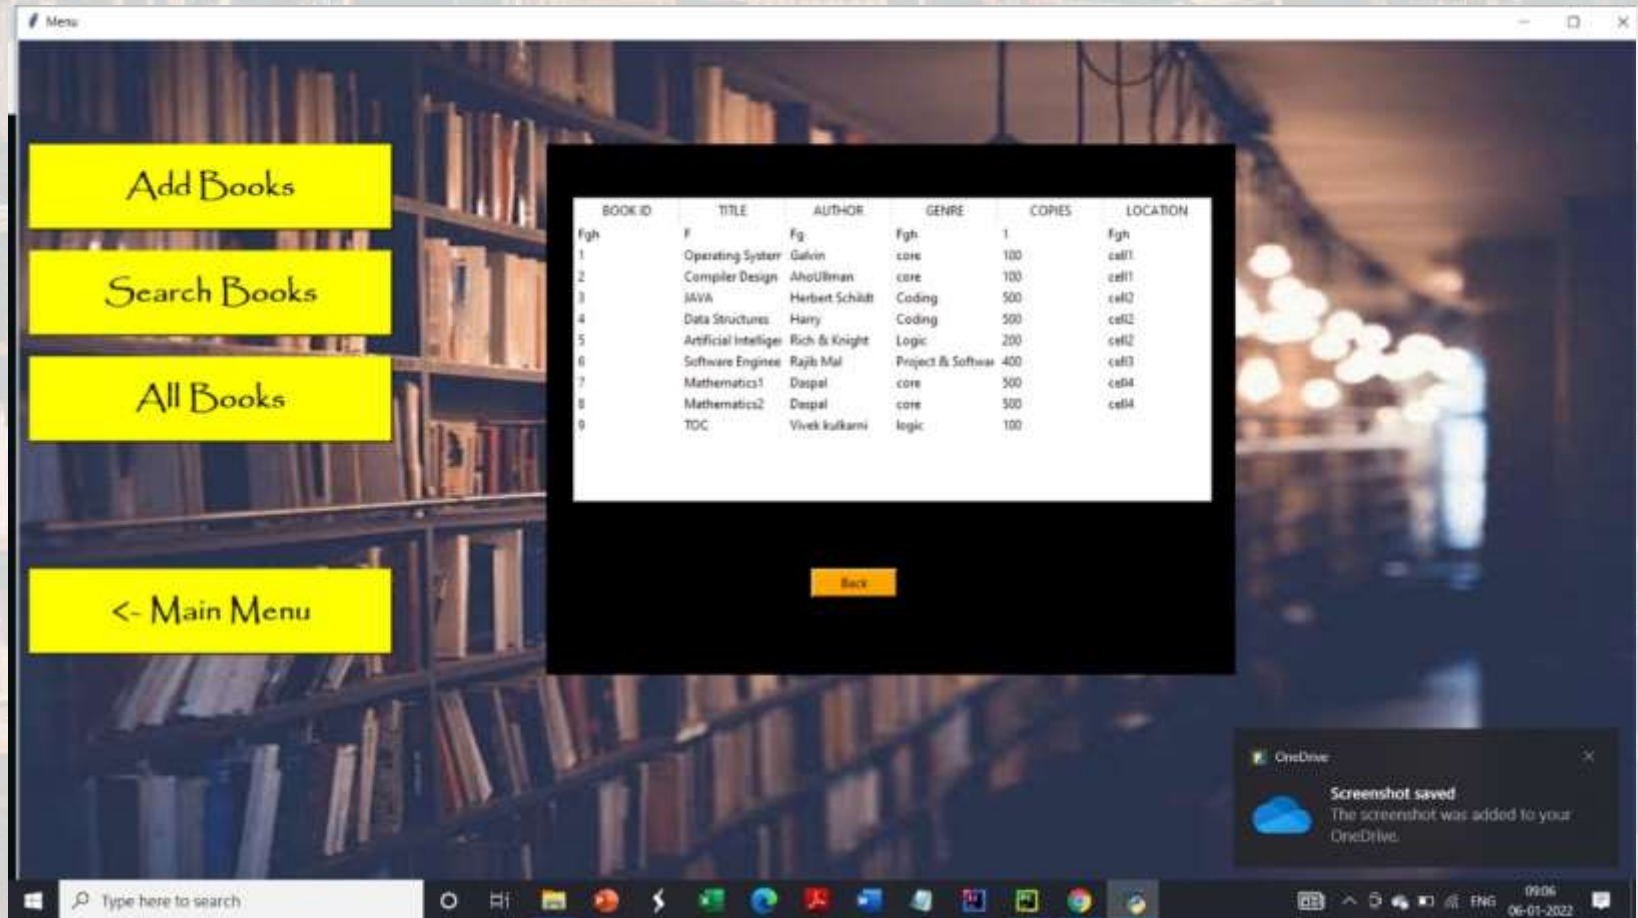 Menu
Add Books
Search Books
All Books
<- Main Menu
BOOK ID TITLE AUTHOR GENRE COPIES LOCATION
Fgh F Fg Fgh 1 Fgh
1 Operating System Galvin core 100 cell1
2 Compiler Design AhoUllman core 100 cell1
3 JAVA Herbert Schildt Coding 500 cell2
4 Data Structures Harry Coding 500 cell2
5 Artificial Intelliger Rich & Knight Logic 200 cell2
6 Software Enginee Rajib Mal Project & Softwar 400 cell3
7 Mathematics1 Daspal core 500 cell4
8 Mathematics2 Daspal core 500 cell4
9 TOC Vivek kulkarni logic 100
Back
OneDrive
Screenshot saved
The screenshot was added to your
OneDrive.
Type here to search
ENG
09:06
06-01-2022